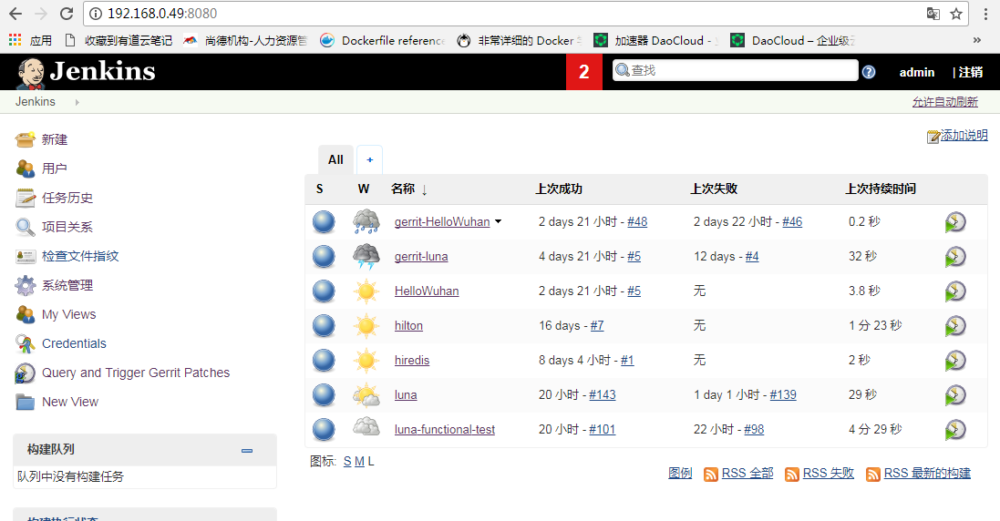 192.168.0.49:8080
应用 收藏到有道云笔记 尚德机构-人力资源管 Dockerfile reference 非常详细的 Docker 加速器 DaoCloud - DaoCloud – 企业级云 »
Jenkins 2 查找 admin | 注销
Jenkins 允许自动刷新
添加说明
新建
用户
任务历史
项目关系
检查文件指纹
系统管理
My Views
Credentials
Query and Trigger Gerrit Patches
New View
构建队列
队列中没有构建任务
构建执行状态
All +
S W 名称 ↓ 上次成功 上次失败 上次持续时间
gerrit-HelloWuhan 2 days 21 小时 - #48 2 days 22 小时 - #46 0.2 秒
gerrit-luna 4 days 21 小时 - #5 12 days - #4 32 秒
HelloWuhan 2 days 21 小时 - #5 无 3.8 秒
hilton 16 days - #7 无 1 分 23 秒
hiredis 8 days 4 小时 - #1 无 2 秒
luna 20 小时 - #143 1 day 1 小时 - #139 29 秒
luna-functional-test 20 小时 - #101 22 小时 - #98 4 分 29 秒
图标: S M L
图例 RSS 全部 RSS 失败 RSS 最新的构建